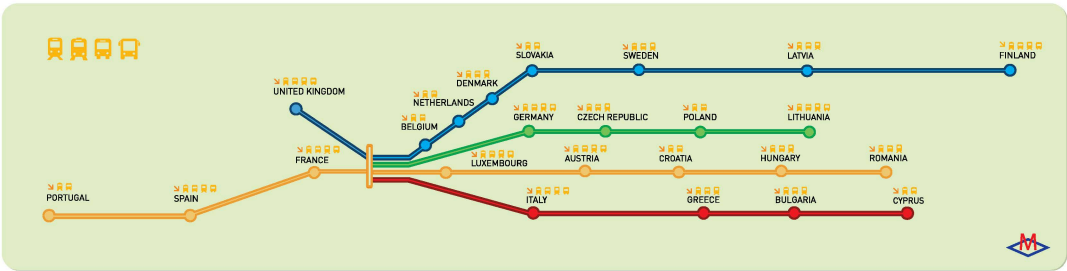 SLOVAKIA
SWEDEN
LATVIA
FINLAND
DENMARK
UNITED KINGDOM
NETHERLANDS
BELGIUM
GERMANY
CZECH REPUBLIC
POLAND
LITHUANIA
FRANCE
LUXEMBOURG
AUSTRIA
CROATIA
HUNGARY
ROMANIA
PORTUGAL
SPAIN
ITALY
GREECE
BULGARIA
CYPRUS
M